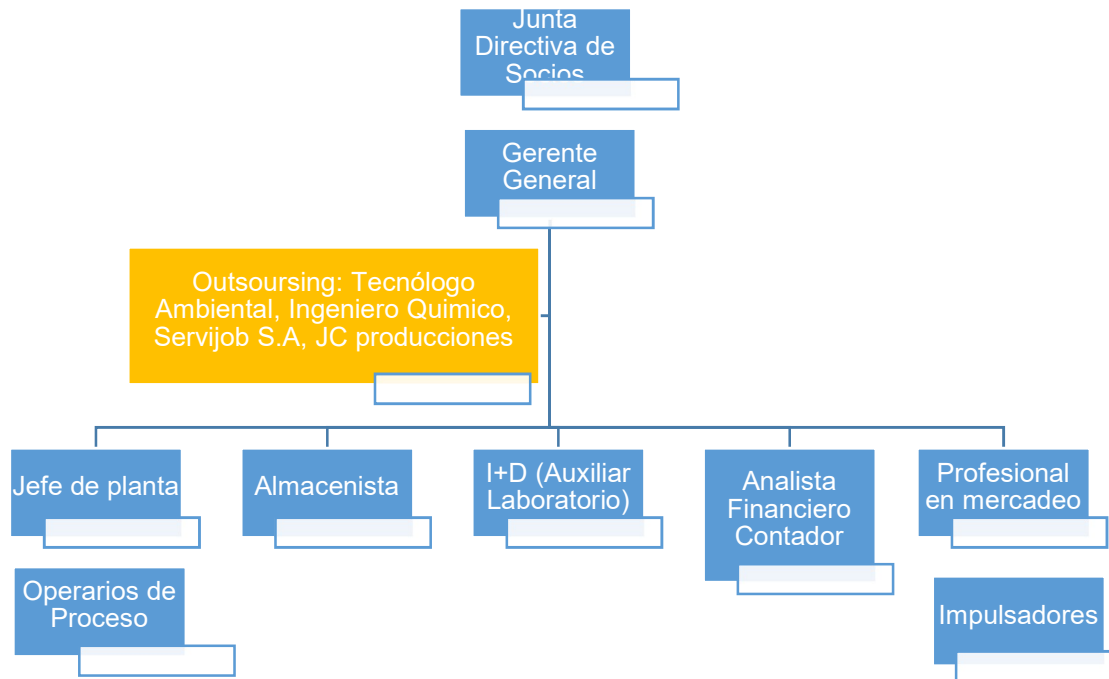 Junta
Directiva de
Socios
Gerente
General
Outsoursing: Tecnólogo
Ambiental, Ingeniero Quimico,
Servijob S.A, JC producciones
Jefe de planta
Almacenista
I+D (Auxiliar
Laboratorio)
Analista
Financiero
Contador
Profesional
en mercadeo
Operarios de
Proceso
Impulsadores